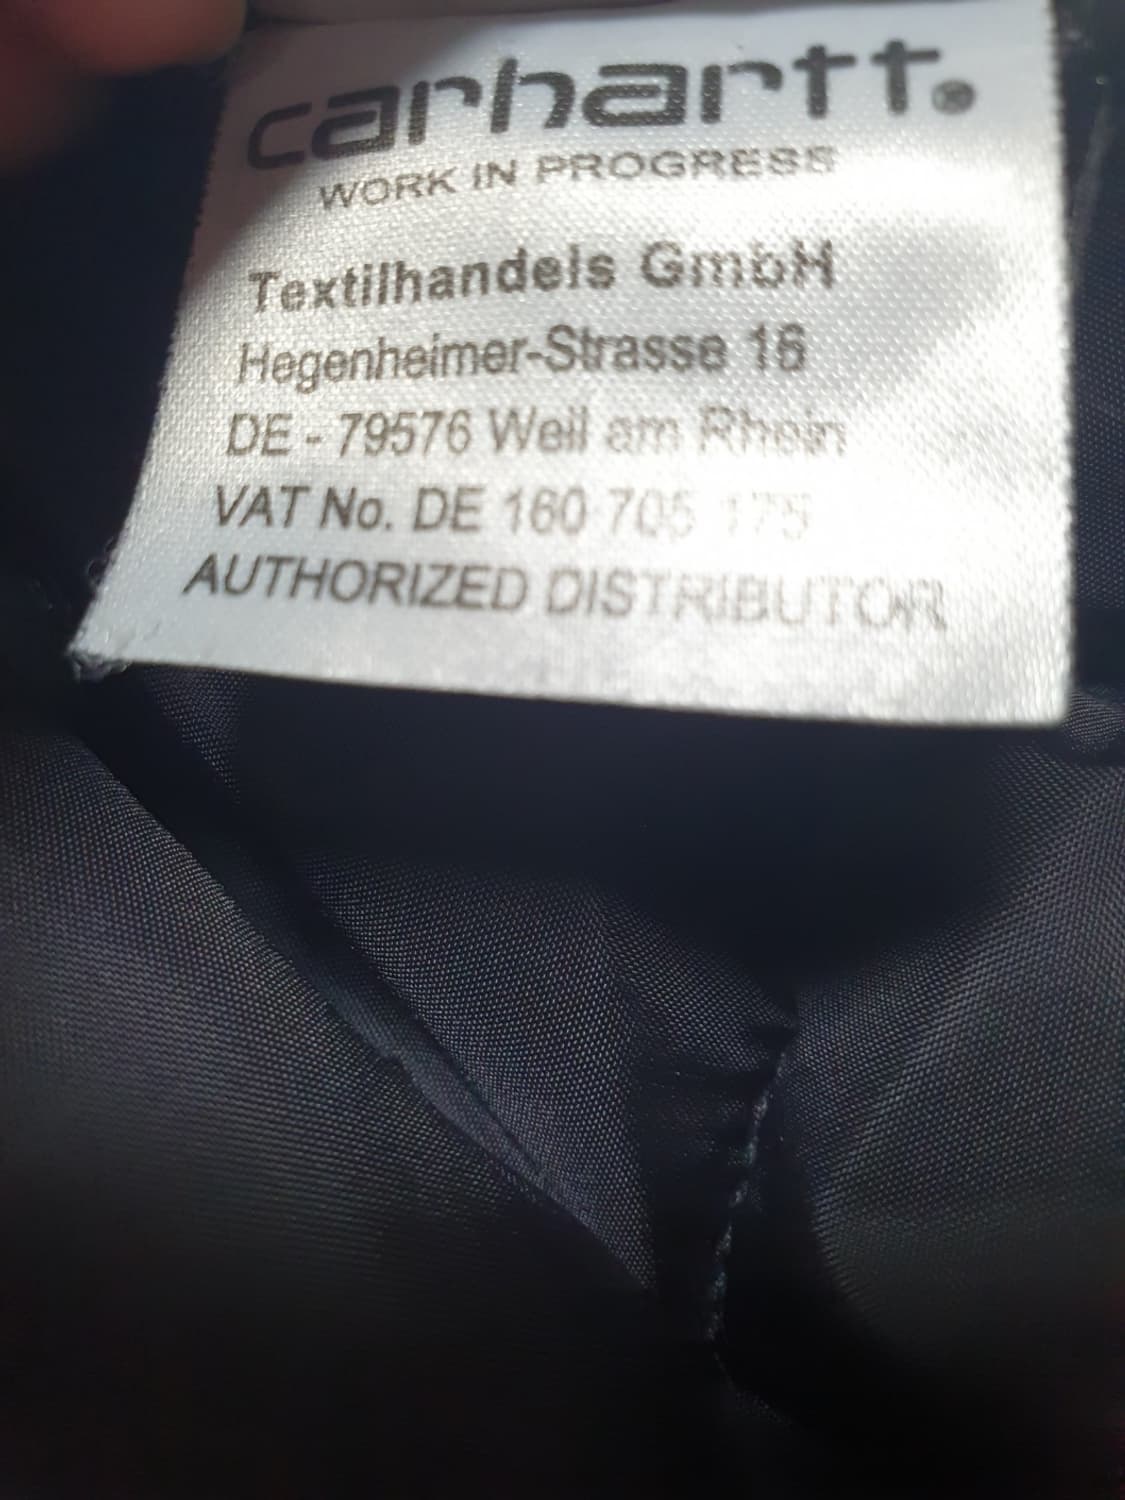 carhartt®
WORK IN PROGRESS
Textilhandels GmbH
Hegenheimer-Strasse 16
DE - 79576 Weil am Rhein
VAT No. DE 160 705 175
AUTHORIZED DISTRIBUTOR